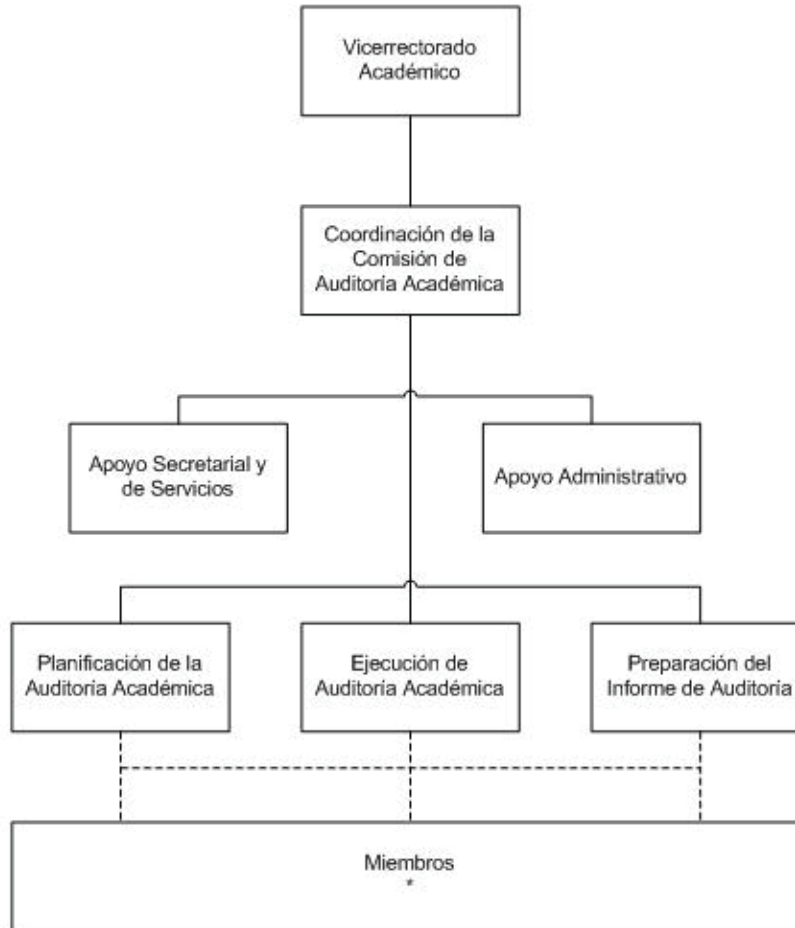 Vicerrectorado
Académico
Coordinación de la
Comisión de
Auditoría Académica
Apoyo Secretarial y
de Servicios
Apoyo Administrativo
Planificación de la
Auditoría Académica
Ejecución de
Auditoría Académica
Preparación del
Informe de Auditoría
Miembros
*